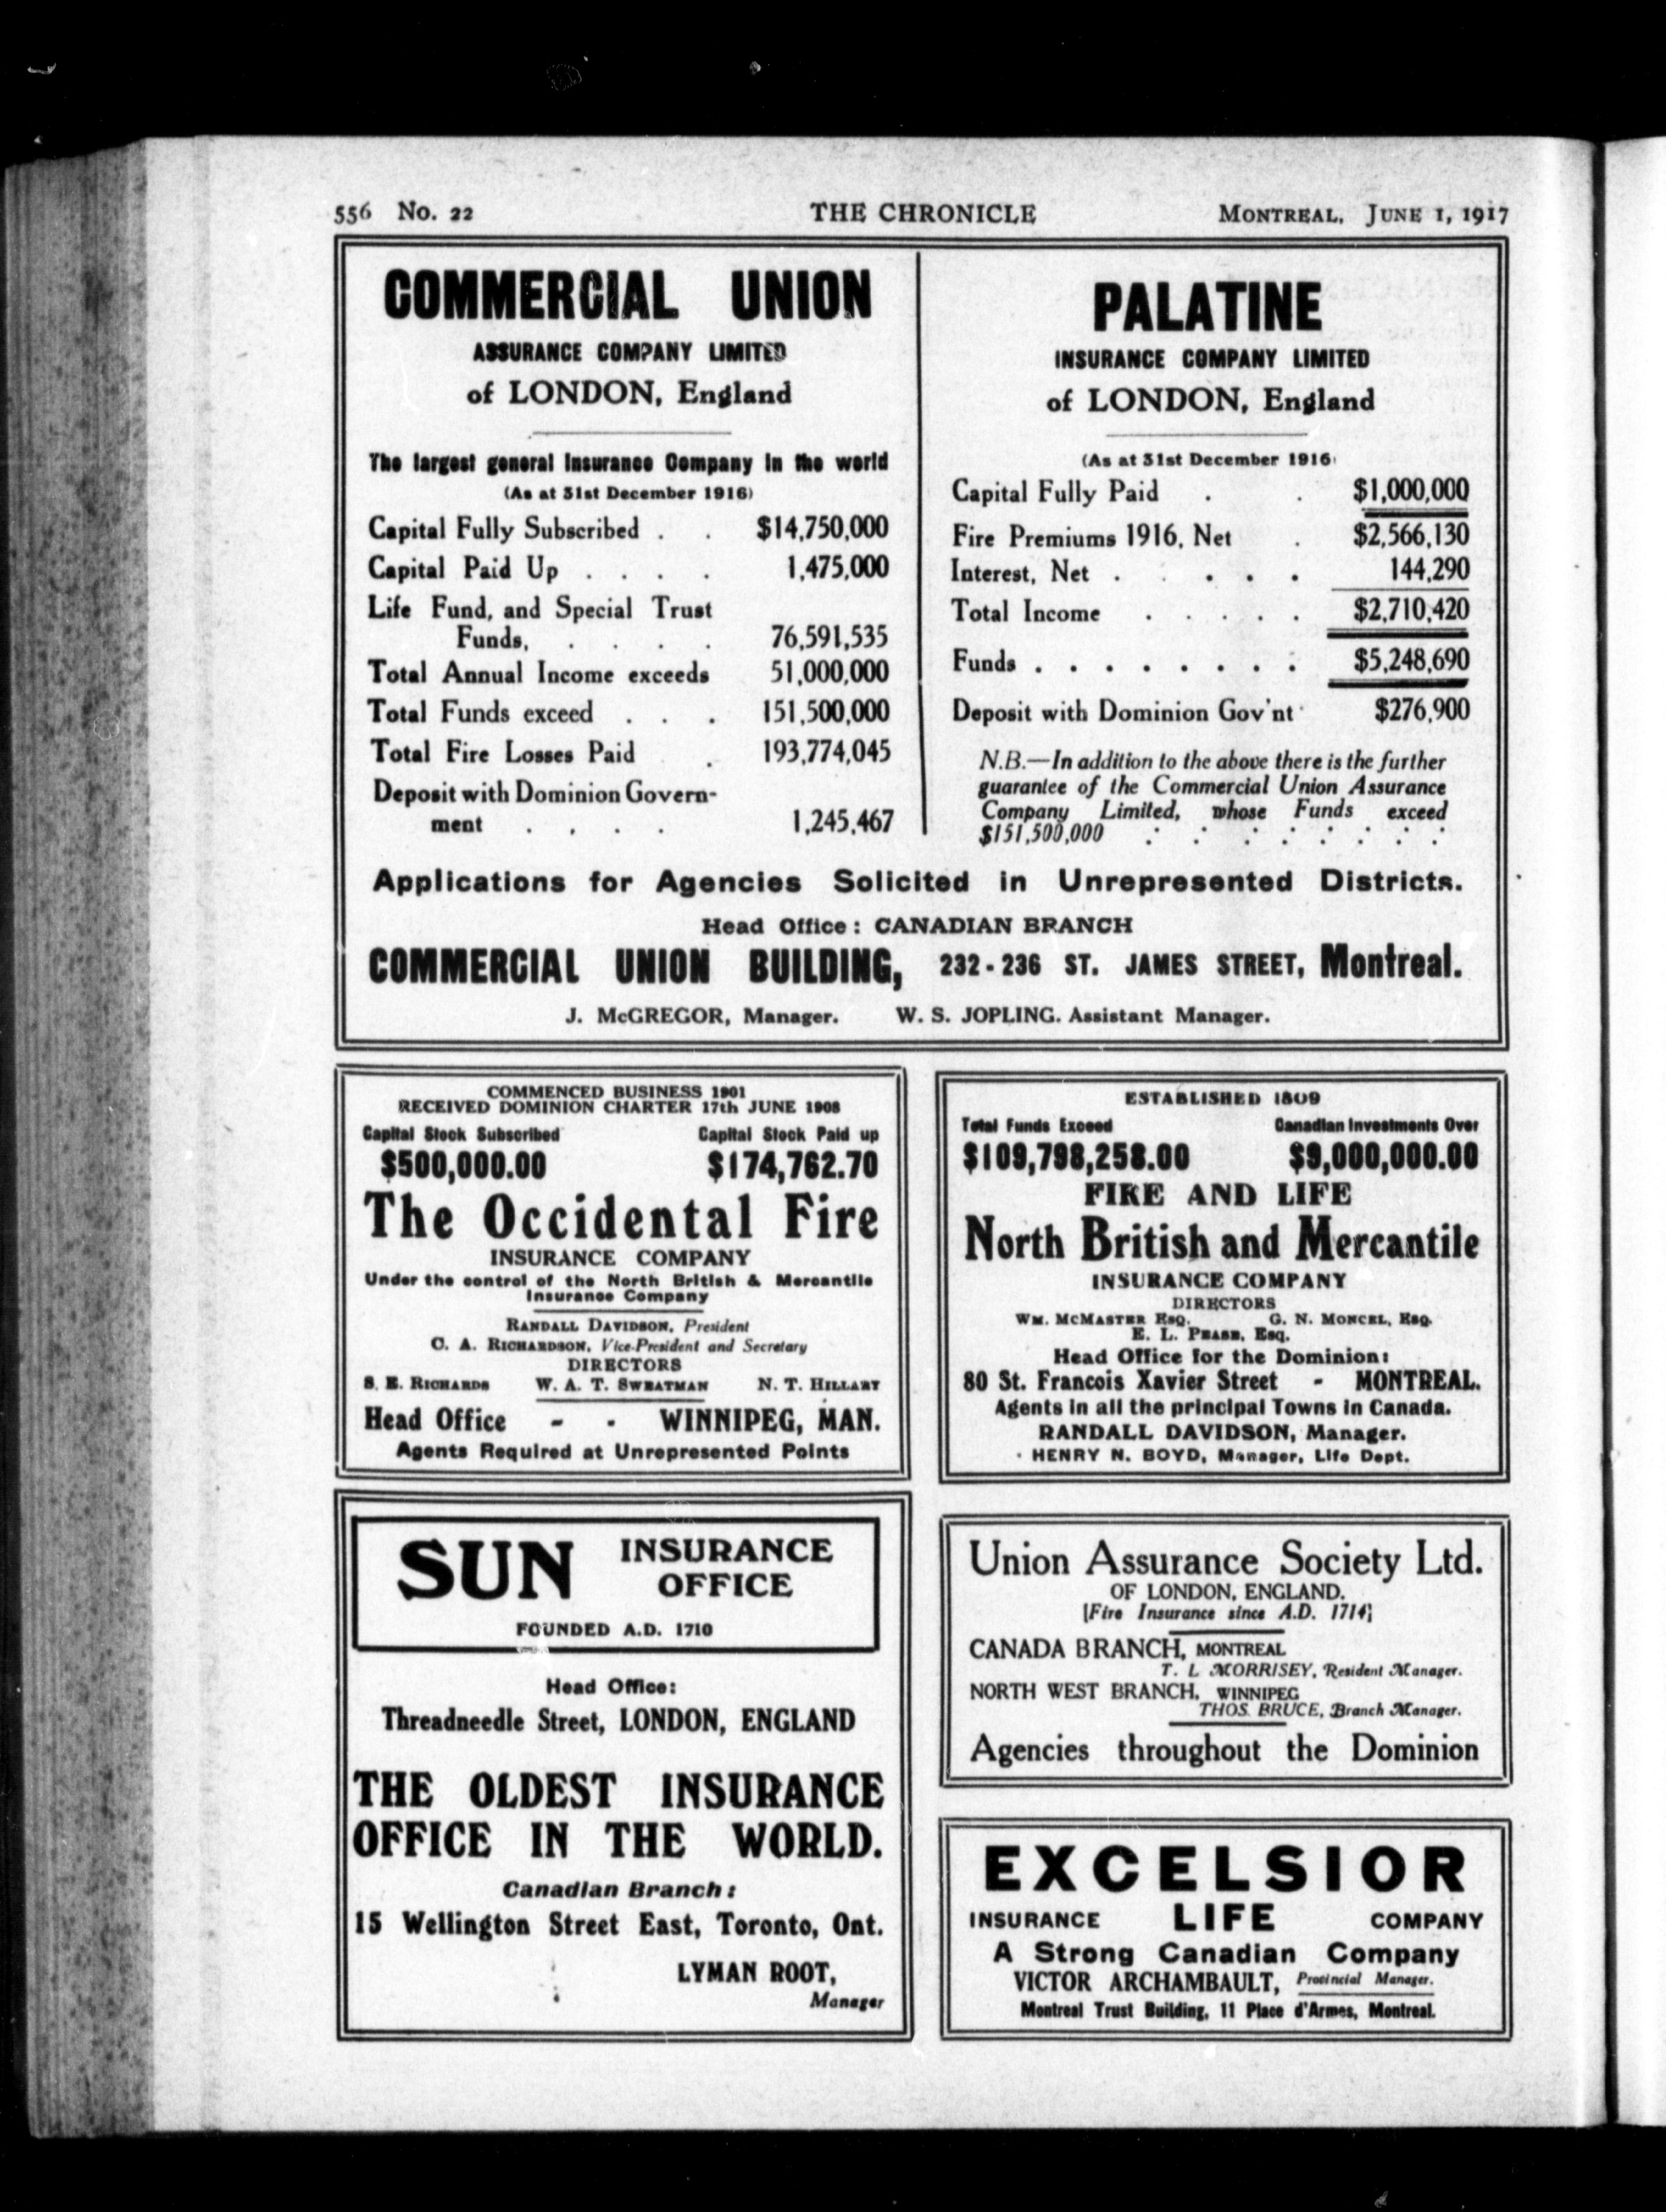 556 No. 22 THE CHRONICLE MONTREAL, JUNE 1, 1917
COMMERCIAL UNION
ASSURANCE COMPANY LIMITED
of LONDON, England
The largest general Insurance Company in the world
(As at 31st December 1916)
Capital Fully Subscribed . . $14,750,000
Capital Paid Up . . . . 1,475,000
Life Fund, and Special Trust
Funds, . . . . 76,591,535
Total Annual Income exceeds 51,000,000
Total Funds exceed . . . 151,500,000
Total Fire Losses Paid . 193,774,045
Deposit with Dominion Govern-
ment . . . . 1,245,467
PALATINE
INSURANCE COMPANY LIMITED
of LONDON, England
(As at 31st December 1916)
Capital Fully Paid . . $1,000,000
Fire Premiums 1916, Net . $2,566,130
Interest, Net . . . . . 144,290
Total Income . . . . . $2,710,420
Funds . . . . . . . . $5,248,690
Deposit with Dominion Gov'nt $276,900
N.B.—In addition to the above there is the further
guarantee of the Commercial Union Assurance
Company Limited, whose Funds exceed
$151,500,000 : . : . : . : .
Applications for Agencies Solicited in Unrepresented Districts.
Head Office: CANADIAN BRANCH
COMMERCIAL UNION BUILDING, 232-236 ST. JAMES STREET, Montreal.
J. McGREGOR, Manager. W. S. JOPLING. Assistant Manager.
COMMENCED BUSINESS 1901
RECEIVED DOMINION CHARTER 17th JUNE 1908
Capital Stock Subscribed Capital Stock Paid up
$500,000.00 $174,762.70
The Occidental Fire
INSURANCE COMPANY
Under the control of the North British & Mercantile
Insurance Company
RANDALL DAVIDSON, President
C. A. RICHARDSON, Vice-President and Secretary
DIRECTORS
S. E. RICHARDS W. A. T. SWEATMAN N. T. HILLARY
Head Office - - WINNIPEG, MAN.
Agents Required at Unrepresented Points
ESTABLISHED 1809
Total Funds Exceed Canadian Investments Over
$109,798,258.00 $9,000,000.00
FIRE AND LIFE
North British and Mercantile
INSURANCE COMPANY
DIRECTORS
WM. MCMASTER ESQ. G. N. MONCEL, ESQ.
E. L. PEASE, Esq.
Head Office for the Dominion:
80 St. Francois Xavier Street - MONTREAL.
Agents in all the principal Towns in Canada.
RANDALL DAVIDSON, Manager.
HENRY N. BOYD, Manager, Life Dept.
SUN INSURANCE
OFFICE
FOUNDED A.D. 1710
Head Office:
Threadneedle Street, LONDON, ENGLAND
THE OLDEST INSURANCE
OFFICE IN THE WORLD.
Canadian Branch:
15 Wellington Street East, Toronto, Ont.
LYMAN ROOT,
Manager
Union Assurance Society Ltd.
OF LONDON, ENGLAND.
[Fire Insurance since A.D. 1714]
CANADA BRANCH, MONTREAL
T. L MORRISEY, Resident Manager.
NORTH WEST BRANCH, WINNIPEG
THOS. BRUCE, Branch Manager.
Agencies throughout the Dominion
EXCELSIOR
INSURANCE LIFE COMPANY
A Strong Canadian Company
VICTOR ARCHAMBAULT, Provincial Manager.
Montreal Trust Building, 11 Place d'Armes, Montreal.